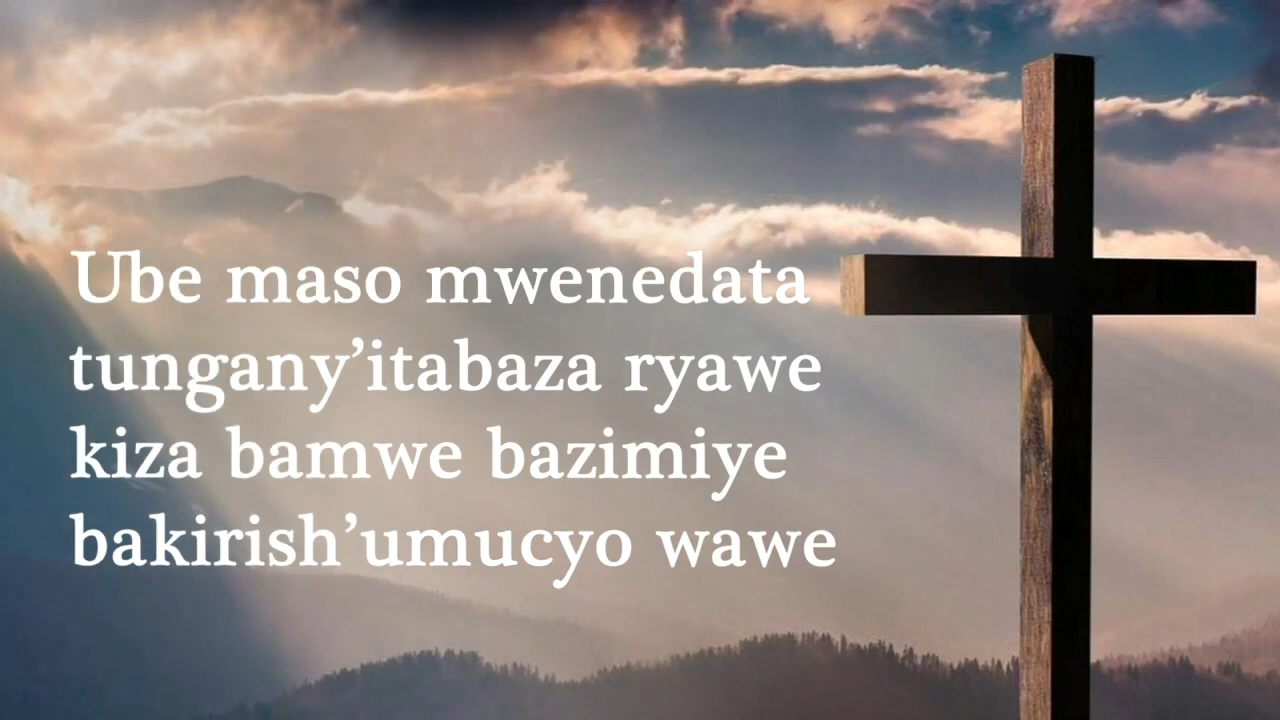 Ube maso mwenedata
tungany’itabaza ryawe
kiza bamwe bazimiye
bakirish’umucyo wawe